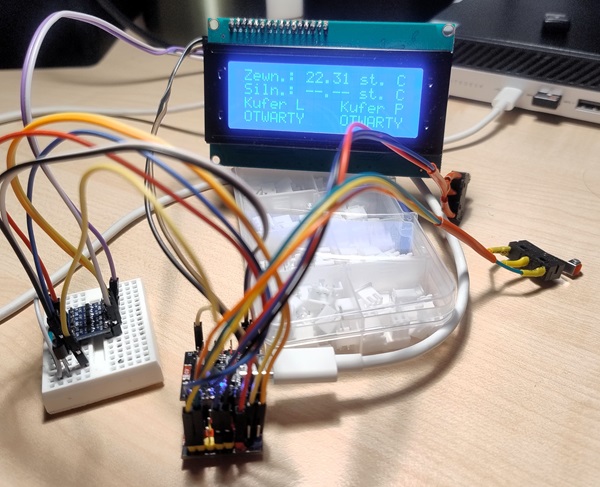 Zewn.: 22.31 st. C
Siln.: --.-- st. C
Kufer L Kufer P
OTWARTY OTWARTY